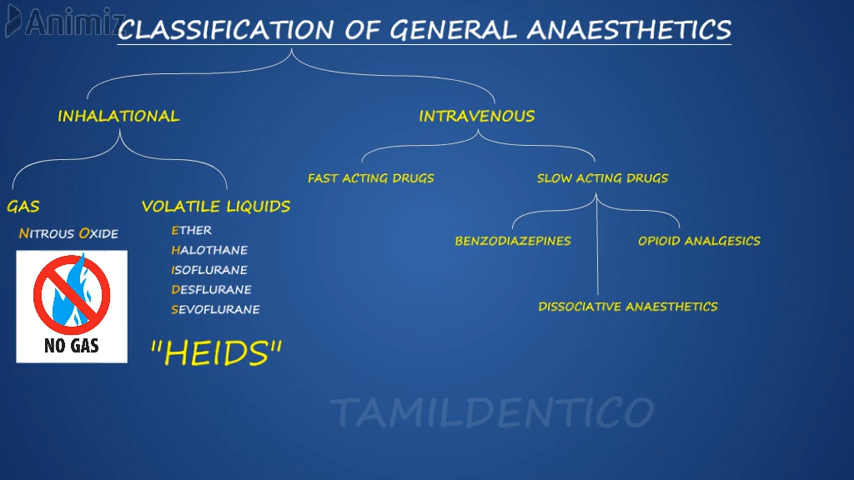 Animiz
CLASSIFICATION OF GENERAL ANAESTHETICS
INHALATIONAL
INTRAVENOUS
GAS
NITROUS OXIDE
NO GAS
VOLATILE LIQUIDS
ETHER
HALOTHANE
ISOFLURANE
DESFLURANE
SEVOFLURANE
"HEIDS"
FAST ACTING DRUGS
SLOW ACTING DRUGS
BENZODIAZEPINES
OPIOID ANALGESICS
DISSOCIATIVE ANAESTHETICS
TAMILDENTICO